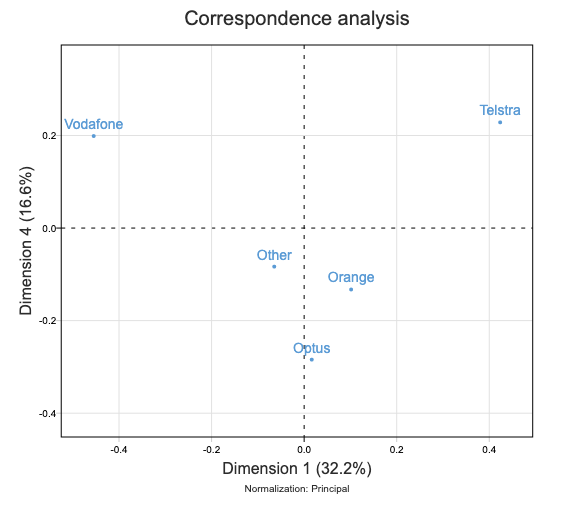 Correspondence analysis
Vodafone
Telstra
Other
Orange
Optus
0.2
0.0
-0.2
-0.4
Dimension 4 (16.6%)
-0.4
-0.2
0.0
0.2
0.4
Dimension 1 (32.2%)
Normalization: Principal